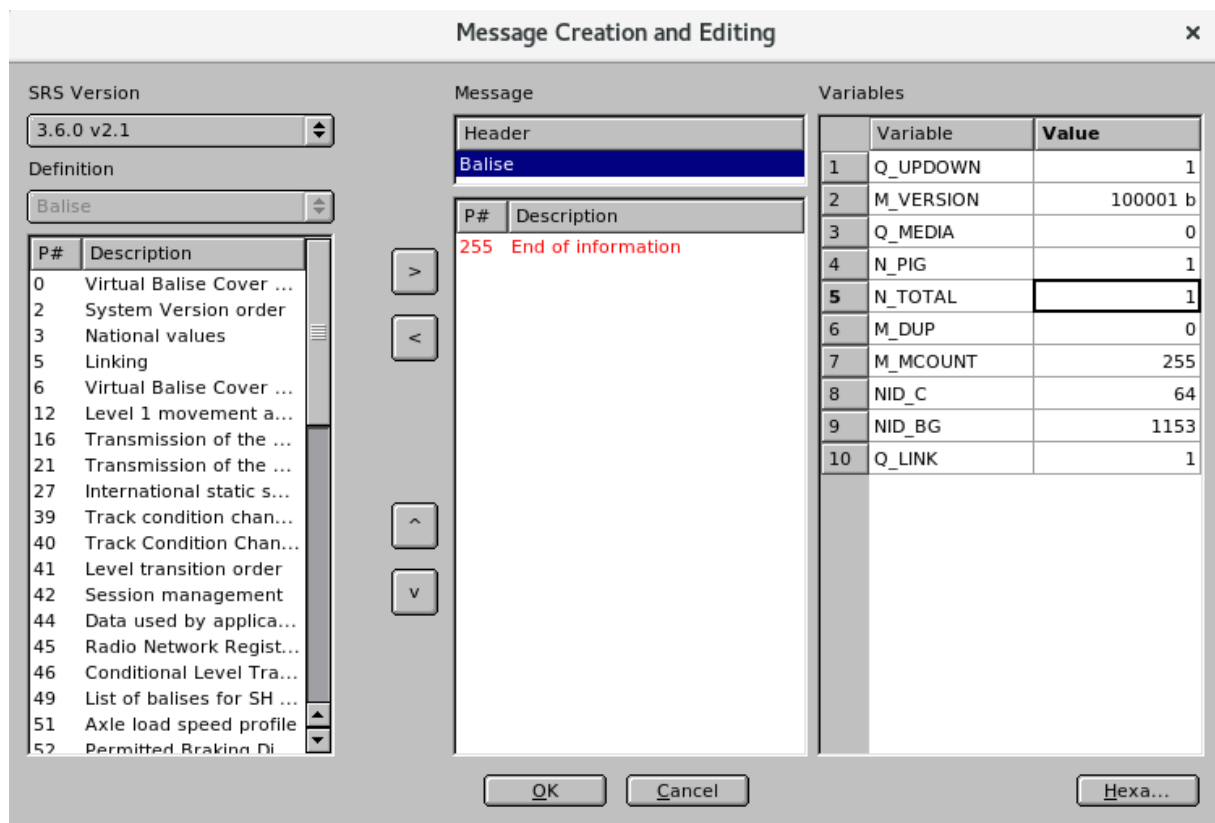 Message Creation and Editing ×
SRS Version
3.6.0 v2.1
Definition
Balise
P# Description
0 Virtual Balise Cover ...
2 System Version order
3 National values
5 Linking
6 Virtual Balise Cover ...
12 Level 1 movement a...
16 Transmission of the ...
21 Transmission of the ...
27 International static s...
39 Track condition chan...
40 Track Condition Chan...
41 Level transition order
42 Session management
44 Data used by applica...
45 Radio Network Regist...
46 Conditional Level Tra...
49 List of balises for SH ...
51 Axle load speed profile
52 Permitted Braking Di...
>
<
^
v
Message
Header
Balise
P# Description
255 End of information
Variables
Variable Value
1 Q_UPDOWN 1
2 M_VERSION 100001 b
3 Q_MEDIA 0
4 N_PIG 1
5 N_TOTAL 1
6 M_DUP 0
7 M_MCOUNT 255
8 NID_C 64
9 NID_BG 1153
10 Q_LINK 1
OK
Cancel
Hexa...